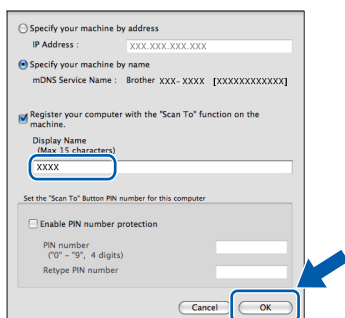 Specify your machine by address
IP Address :
XXX.XXX.XXX.XXX
Specify your machine by name
mDNS Service Name : Brother XXX-XXXX [XXXXXXXXXXXX]
Register your computer with the "Scan To" function on the
machine.
Display Name
(Max 15 characters)
XXXX
Set the "Scan To" Button PIN number for this computer
Enable PIN number protection
PIN number
("0" – "9", 4 digits)
Retype PIN number
Cancel
OK